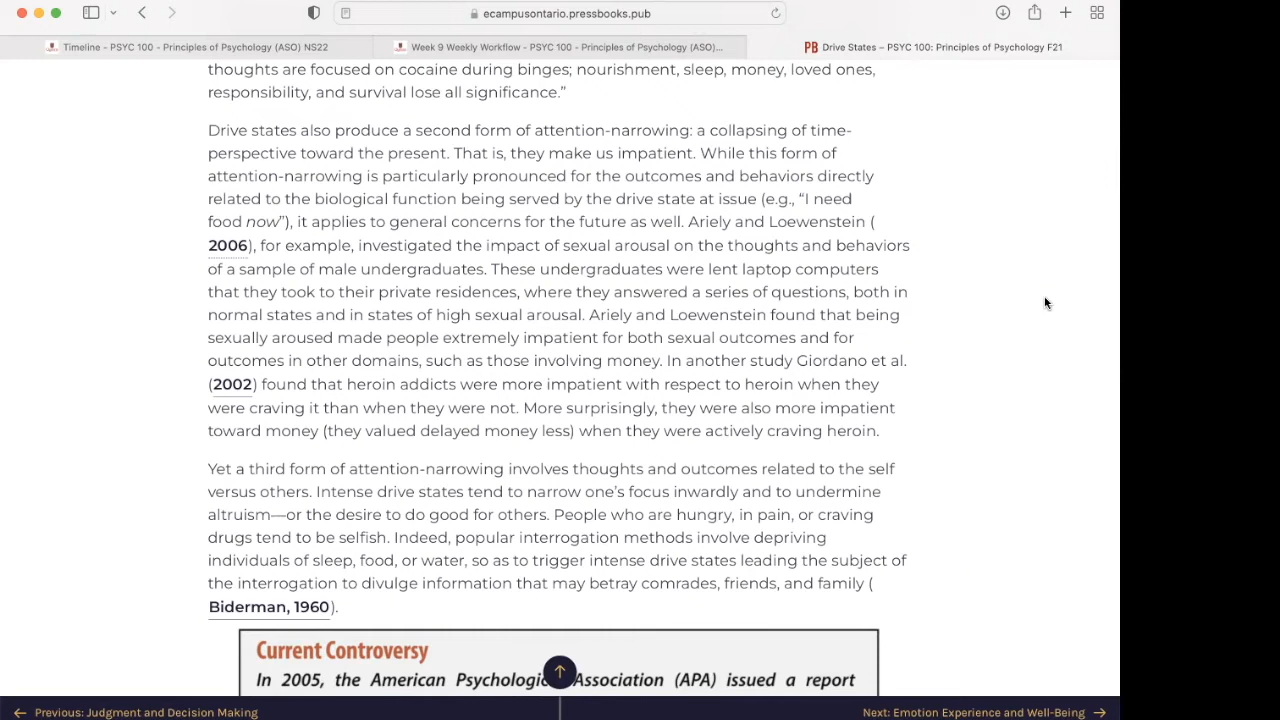 ecampusontario.pressbooks.pub
Timeline - PSYC 100 - Principles of Psychology (ASO) NS22
Week 9 Weekly Workflow - PSYC 100 - Principles of Psychology (ASO)...
PB Drive States – PSYC 100: Principles of Psychology F21
thoughts are focused on cocaine during binges; nourishment, sleep, money, loved ones,
responsibility, and survival lose all significance.”
Drive states also produce a second form of attention-narrowing: a collapsing of time-
perspective toward the present. That is, they make us impatient. While this form of
attention-narrowing is particularly pronounced for the outcomes and behaviors directly
related to the biological function being served by the drive state at issue (e.g., “I need
food now”), it applies to general concerns for the future as well. Ariely and Loewenstein (
2006), for example, investigated the impact of sexual arousal on the thoughts and behaviors
of a sample of male undergraduates. These undergraduates were lent laptop computers
that they took to their private residences, where they answered a series of questions, both in
normal states and in states of high sexual arousal. Ariely and Loewenstein found that being
sexually aroused made people extremely impatient for both sexual outcomes and for
outcomes in other domains, such as those involving money. In another study Giordano et al.
(2002) found that heroin addicts were more impatient with respect to heroin when they
were craving it than when they were not. More surprisingly, they were also more impatient
toward money (they valued delayed money less) when they were actively craving heroin.
Yet a third form of attention-narrowing involves thoughts and outcomes related to the self
versus others. Intense drive states tend to narrow one’s focus inwardly and to undermine
altruism—or the desire to do good for others. People who are hungry, in pain, or craving
drugs tend to be selfish. Indeed, popular interrogation methods involve depriving
individuals of sleep, food, or water, so as to trigger intense drive states leading the subject of
the interrogation to divulge information that may betray comrades, friends, and family (
Biderman, 1960).
Current Controversy
In 2005, the American Association (APA) issued a report
Previous: Judgment and Decision Making
Next: Emotion Experience and Well-Being